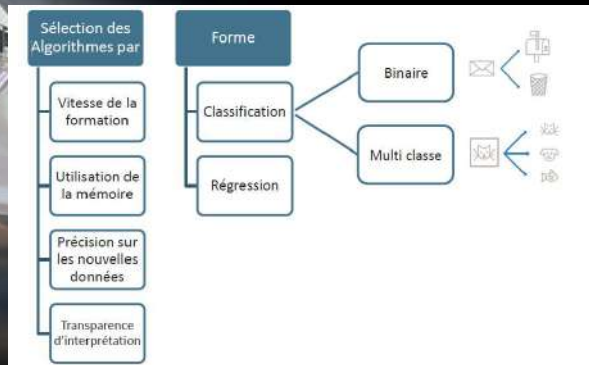 Sélection des
Algorithmes par
Vitesse de la
formation
Utilisation de
la mémoire
Précision sur
les nouvelles
données
Transparence
d'interprétation
Forme
Classification
Régression
Binaire
Multi classe